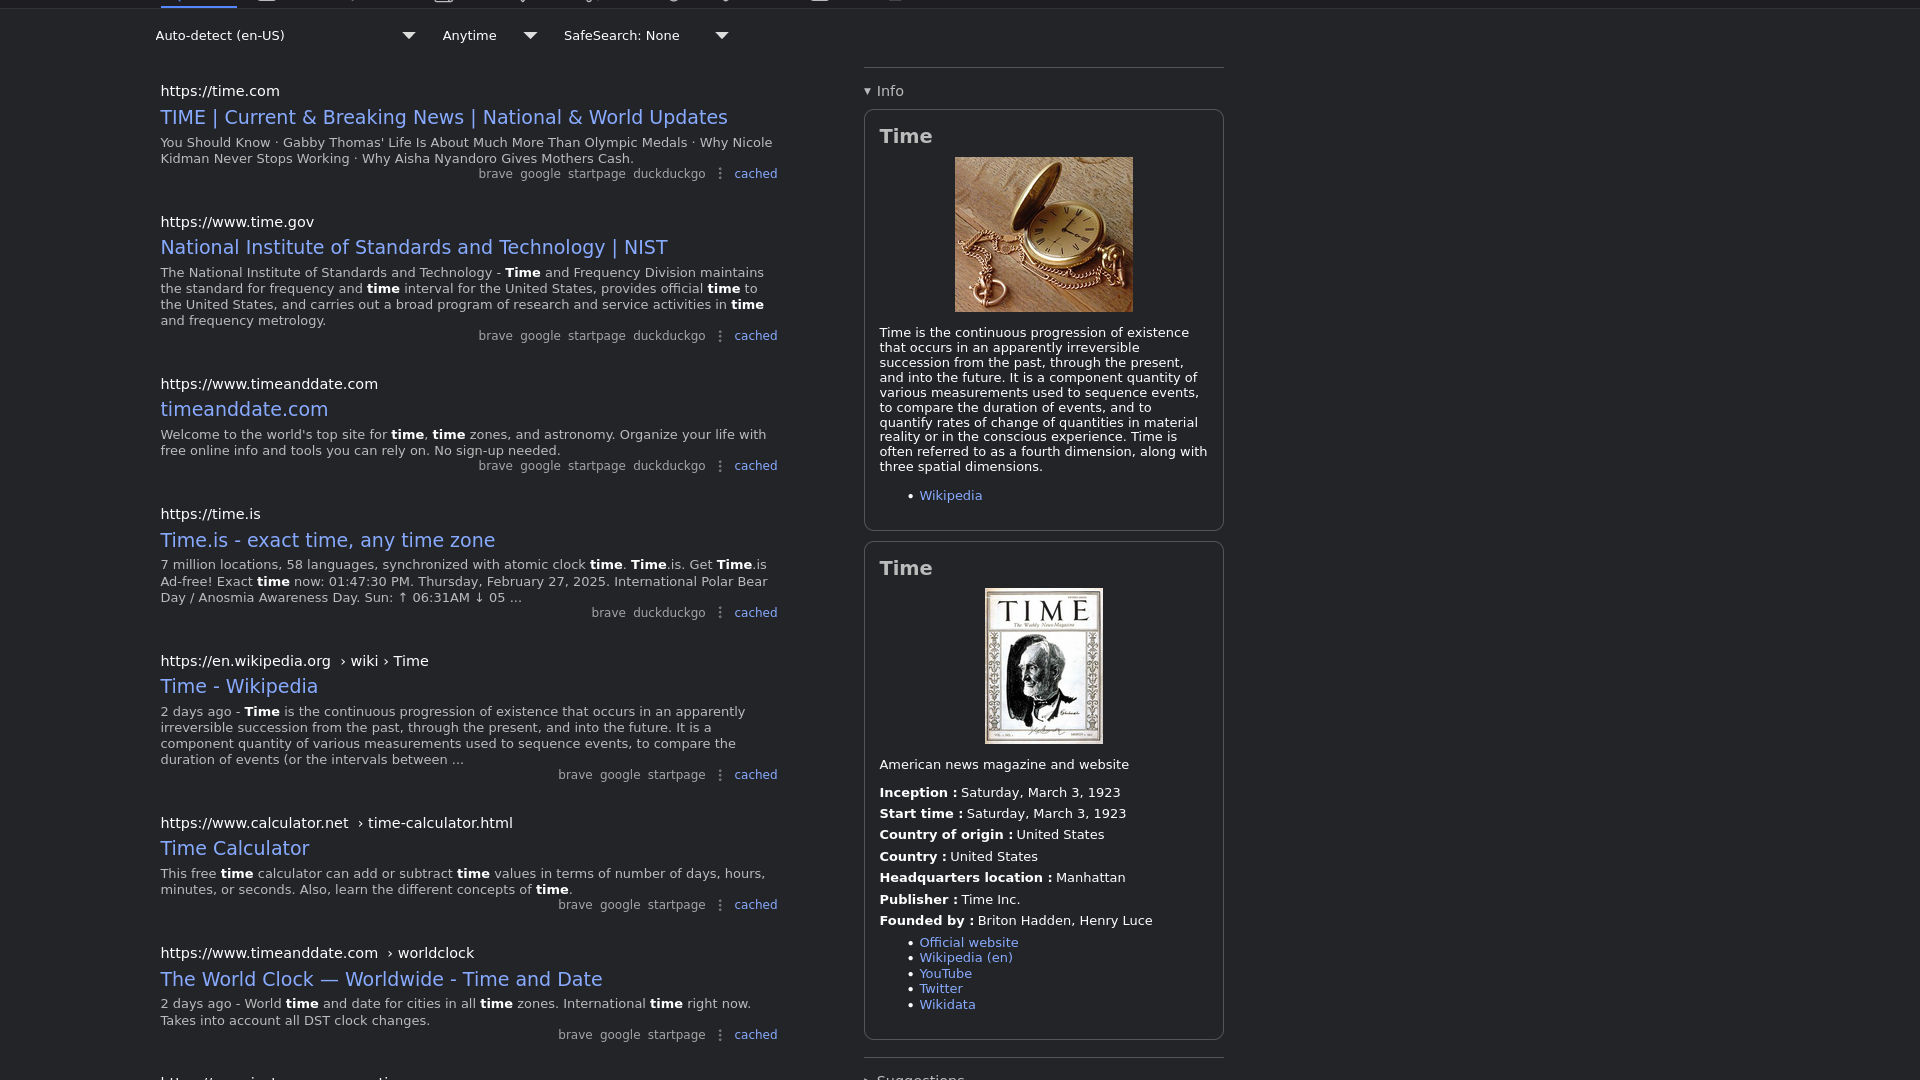 Auto-detect (en-US) Anytime SafeSearch: None
https://time.com
TIME | Current & Breaking News | National & World Updates
You Should Know · Gabby Thomas' Life Is About Much More Than Olympic Medals · Why Nicole
Kidman Never Stops Working · Why Aisha Nyandoro Gives Mothers Cash.
brave google startpage duckduckgo ⋮ cached
https://www.time.gov
National Institute of Standards and Technology | NIST
The National Institute of Standards and Technology - Time and Frequency Division maintains
the standard for frequency and time interval for the United States, provides official time to
the United States, and carries out a broad program of research and service activities in time
and frequency metrology.
brave google startpage duckduckgo ⋮ cached
https://www.timeanddate.com
timeanddate.com
Welcome to the world's top site for time, time zones, and astronomy. Organize your life with
free online info and tools you can rely on. No sign-up needed.
brave google startpage duckduckgo ⋮ cached
https://time.is
Time.is - exact time, any time zone
7 million locations, 58 languages, synchronized with atomic clock time. Time.is. Get Time.is
Ad-free! Exact time now: 01:47:30 PM. Thursday, February 27, 2025. International Polar Bear
Day / Anosmia Awareness Day. Sun: ↑ 06:31AM ↓ 05 ...
brave duckduckgo ⋮ cached
https://en.wikipedia.org › wiki › Time
Time - Wikipedia
2 days ago - Time is the continuous progression of existence that occurs in an apparently
irreversible succession from the past, through the present, and into the future. It is a
component quantity of various measurements used to sequence events, to compare the
duration of events (or the intervals between ...
brave google startpage ⋮ cached
https://www.calculator.net › time-calculator.html
Time Calculator
This free time calculator can add or subtract time values in terms of number of days, hours,
minutes, or seconds. Also, learn the different concepts of time.
brave google startpage ⋮ cached
https://www.timeanddate.com › worldclock
The World Clock — Worldwide - Time and Date
2 days ago - World time and date for cities in all time zones. International time right now.
Takes into account all DST clock changes.
brave google startpage ⋮ cached
▾ Info
Time
Time is the continuous progression of existence
that occurs in an apparently irreversible
succession from the past, through the present,
and into the future. It is a component quantity of
various measurements used to sequence events,
to compare the duration of events, and to
quantify rates of change of quantities in material
reality or in the conscious experience. Time is
often referred to as a fourth dimension, along with
three spatial dimensions.
• Wikipedia
Time
TIME
The Weekly News-Magazine
American news magazine and website
Inception : Saturday, March 3, 1923
Start time : Saturday, March 3, 1923
Country of origin : United States
Country : United States
Headquarters location : Manhattan
Publisher : Time Inc.
Founded by : Briton Hadden, Henry Luce
• Official website
• Wikipedia (en)
• YouTube
• Twitter
• Wikidata
Suggestions